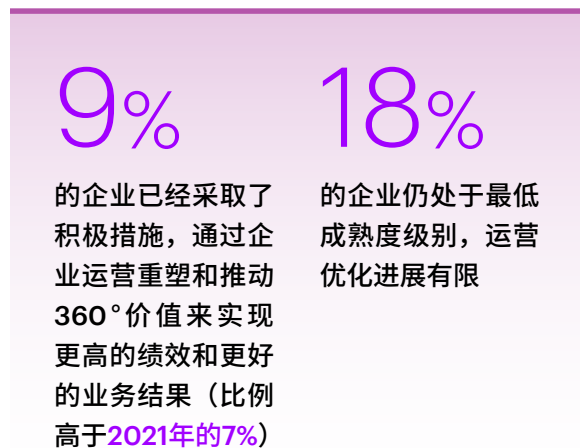 9%
的企业已经采取了
积极措施，通过企
业运营重塑和推动
360°价值来实现
更高的绩效和更好
的业务结果（比例
高于2021年的7%）
18%
的企业仍处于最低
成熟度级别，运营
优化进展有限